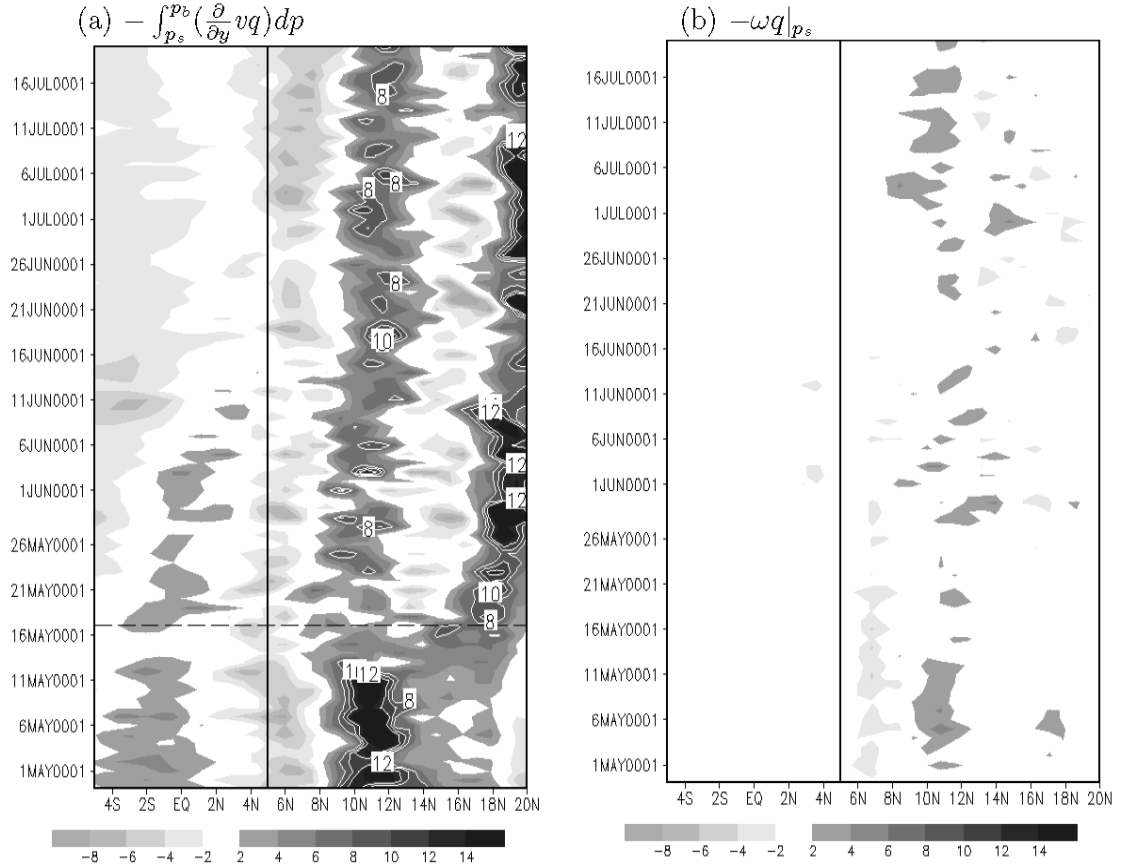 (a) − ∫_{p_s}^{p_b} (∂/∂y vq) dp
16JUL0001
11JUL0001
6JUL0001
1JUL0001
26JUN0001
21JUN0001
16JUN0001
11JUN0001
6JUN0001
1JUN0001
26MAY0001
21MAY0001
16MAY0001
11MAY0001
6MAY0001
1MAY0001
8
12
8
8
8
10
12
12
12
8
10
8
12
8
12
4S 2S EQ 2N 4N 6N 8N 10N 12N 14N 16N 18N 20N
−8 −6 −4 −2 2 4 6 8 10 12 14
(b) −ωq|_{p_s}
16JUL0001
11JUL0001
6JUL0001
1JUL0001
26JUN0001
21JUN0001
16JUN0001
11JUN0001
6JUN0001
1JUN0001
26MAY0001
21MAY0001
16MAY0001
11MAY0001
6MAY0001
1MAY0001
4S 2S EQ 2N 4N 6N 8N 10N 12N 14N 16N 18N 20N
−8 −6 −4 −2 2 4 6 8 10 12 14